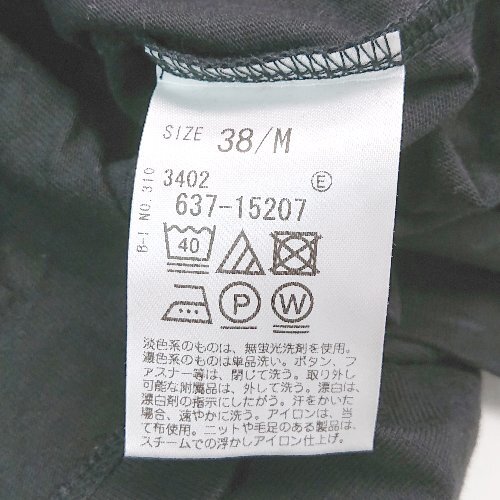 SIZE 38/M
B-1 NO.310
3402 E
637-15207
40
P W
淡色系のものは、無蛍光洗剤を使用。
濃色系のものは単品洗い。ボタン、フ
ァスナー等は、閉じて洗う。取り外し
可能な附属品は、外して洗う。漂白は、
漂白剤の指示にしたがう。汗をかいた
場合、速やかに洗う。アイロンは、当
て布使用。ニットや毛足のある製品は、
スチームでの浮かしアイロン仕上げ。